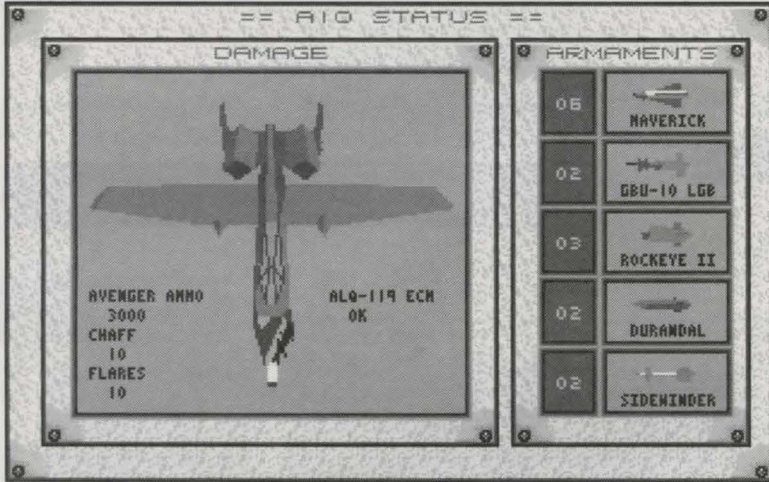 == A10 STATUS ==
DAMAGE
AVENGER AMMO
3000
CHAFF
10
FLARES
10
ALQ-119 ECM
OK
ARMAMENTS
06
MAVERICK
02
GBU-10 LGB
03
ROCKEYE II
02
DURANDAL
02
SIDEWINDER